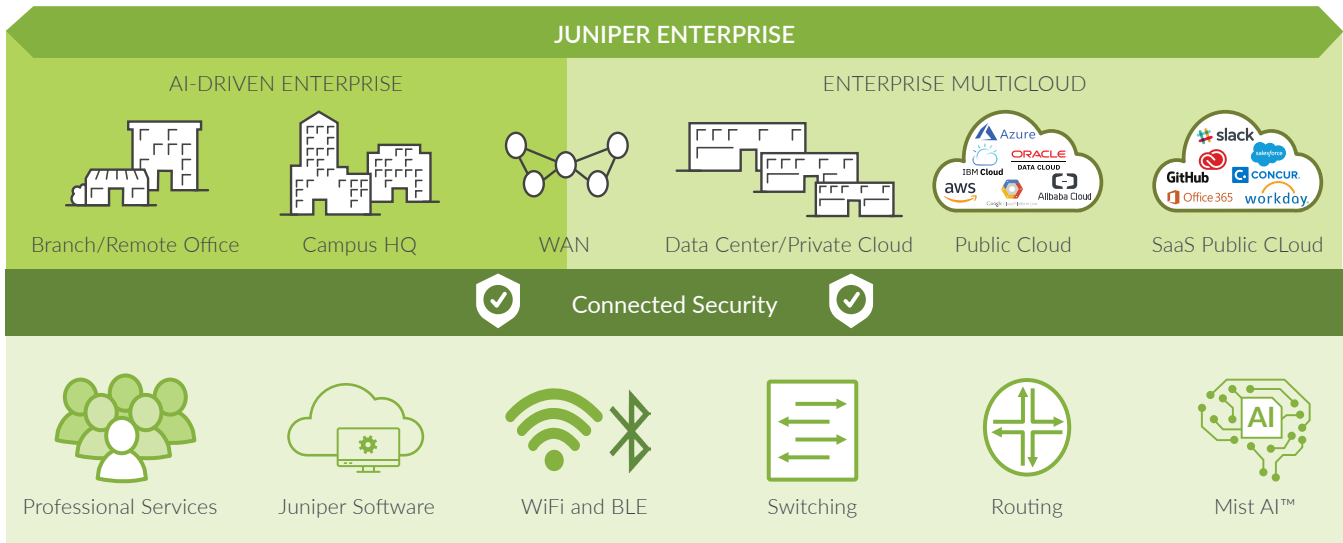 JUNIPER ENTERPRISE
AI-DRIVEN ENTERPRISE
ENTERPRISE MULTICLOUD
Azure
IBM Cloud
ORACLE
DATA CLOUD
aws
Alibaba Cloud
slack
salesforce
GitHub
C.
CONCUR.
Office 365
workday.
Branch/Remote Office
Campus HQ
WAN
Data Center/Private Cloud
Public Cloud
SaaS Public CLoud
Connected Security
AI
Professional Services
Juniper Software
WiFi and BLE
Switching
Routing
Mist AI™